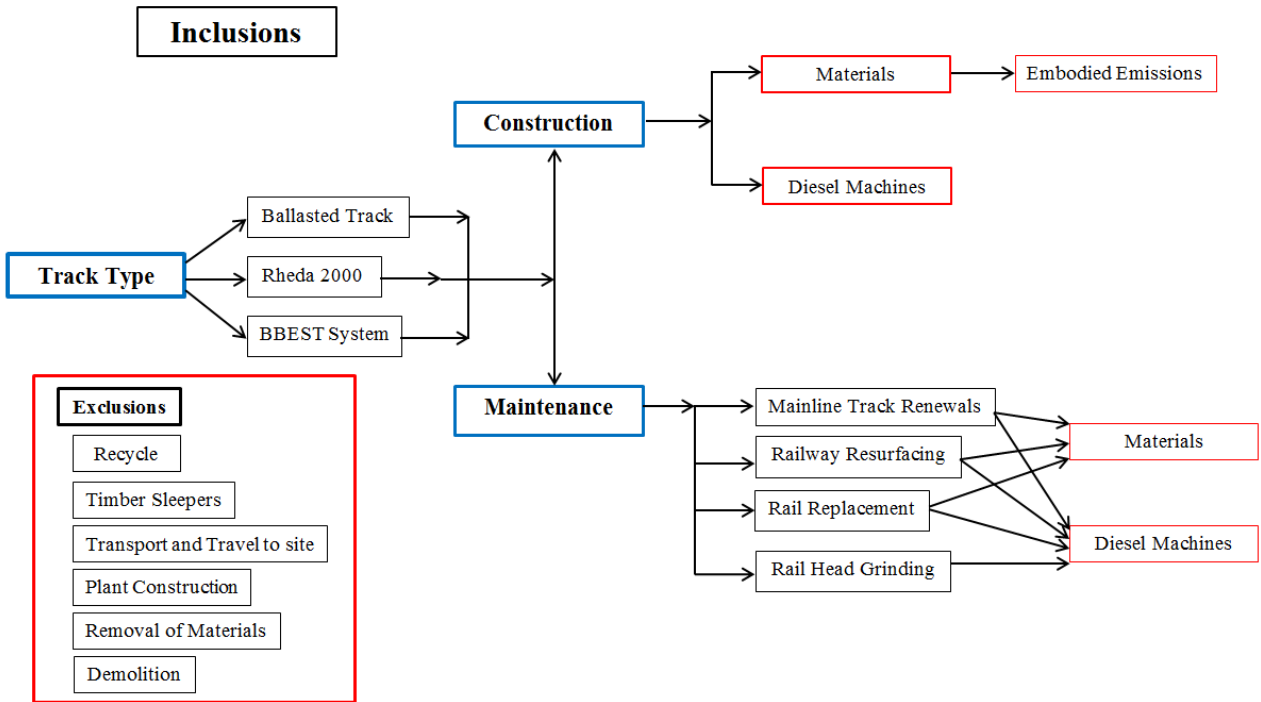 Inclusions
Materials
Embodied Emissions
Construction
Diesel Machines
Ballasted Track
Track Type
Rheda 2000
BBEST System
Exclusions
Recycle
Timber Sleepers
Transport and Travel to site
Plant Construction
Removal of Materials
Demolition
Maintenance
Mainline Track Renewals
Railway Resurfacing
Rail Replacement
Rail Head Grinding
Materials
Diesel Machines